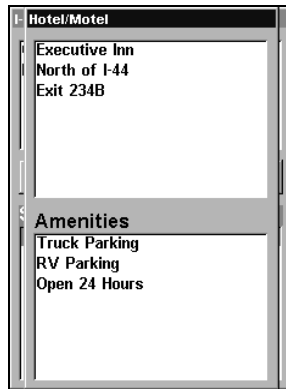 I-
Hotel/Motel
Executive Inn
North of I-44
Exit 234B
Amenities
Truck Parking
RV Parking
Open 24 Hours